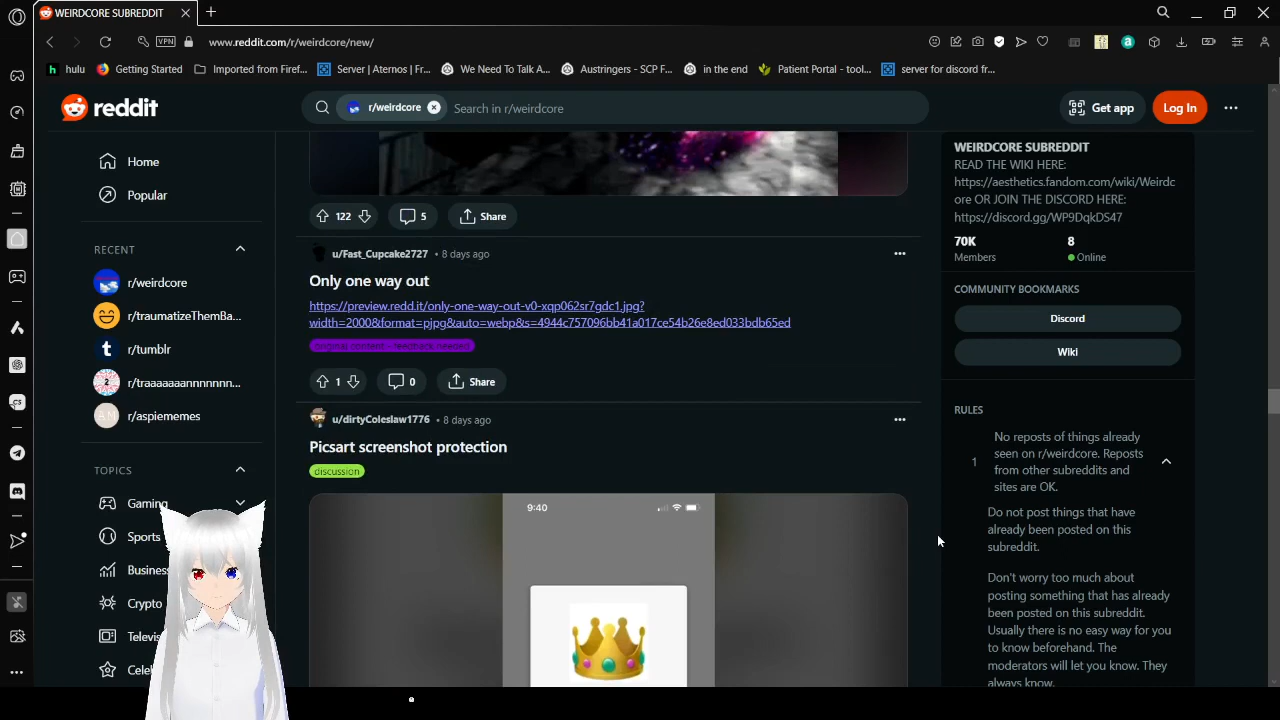 WEIRDCORE SUBREDDIT
VPN
www.reddit.com/r/weirdcore/new/
hulu
Getting Started
Imported from Firef...
Server | Aternos | Fr...
We Need To Talk A...
Austringers - SCP F...
in the end
Patient Portal - tool...
server for discord fr...
reddit
r/weirdcore
Search in r/weirdcore
Get app
Log In
Home
Popular
RECENT
r/weirdcore
r/traumatizeThemBa...
r/tumblr
r/traaaaaaannnnnnn...
r/aspiememes
TOPICS
Gaming
Sports
Business
Crypto
Televis
Celeb
122
5
Share
u/Fast_Cupcake2727 • 8 days ago
Only one way out
https://preview.redd.it/only-one-way-out-v0-xqp062sr7gdc1.jpg?
width=2000&format=pjpg&auto=webp&s=4944c757096bb41a017ce54b26e8ed033bdb65ed
original content - feedback needed
1
0
Share
u/dirtyColeslaw1776 • 8 days ago
Picsart screenshot protection
discussion
9:40
WEIRDCORE SUBREDDIT
READ THE WIKI HERE:
https://aesthetics.fandom.com/wiki/Weirdc
ore OR JOIN THE DISCORD HERE:
https://discord.gg/WP9DqkDS47
70K
Members
8
Online
COMMUNITY BOOKMARKS
Discord
Wiki
RULES
1
No reposts of things already
seen on r/weirdcore. Reposts
from other subreddits and
sites are OK.
Do not post things that have
already been posted on this
subreddit.
Don't worry too much about
posting something that has already
been posted on this subreddit.
Usually there is no easy way for you
to know beforehand. The
moderators will let you know. They
always know.